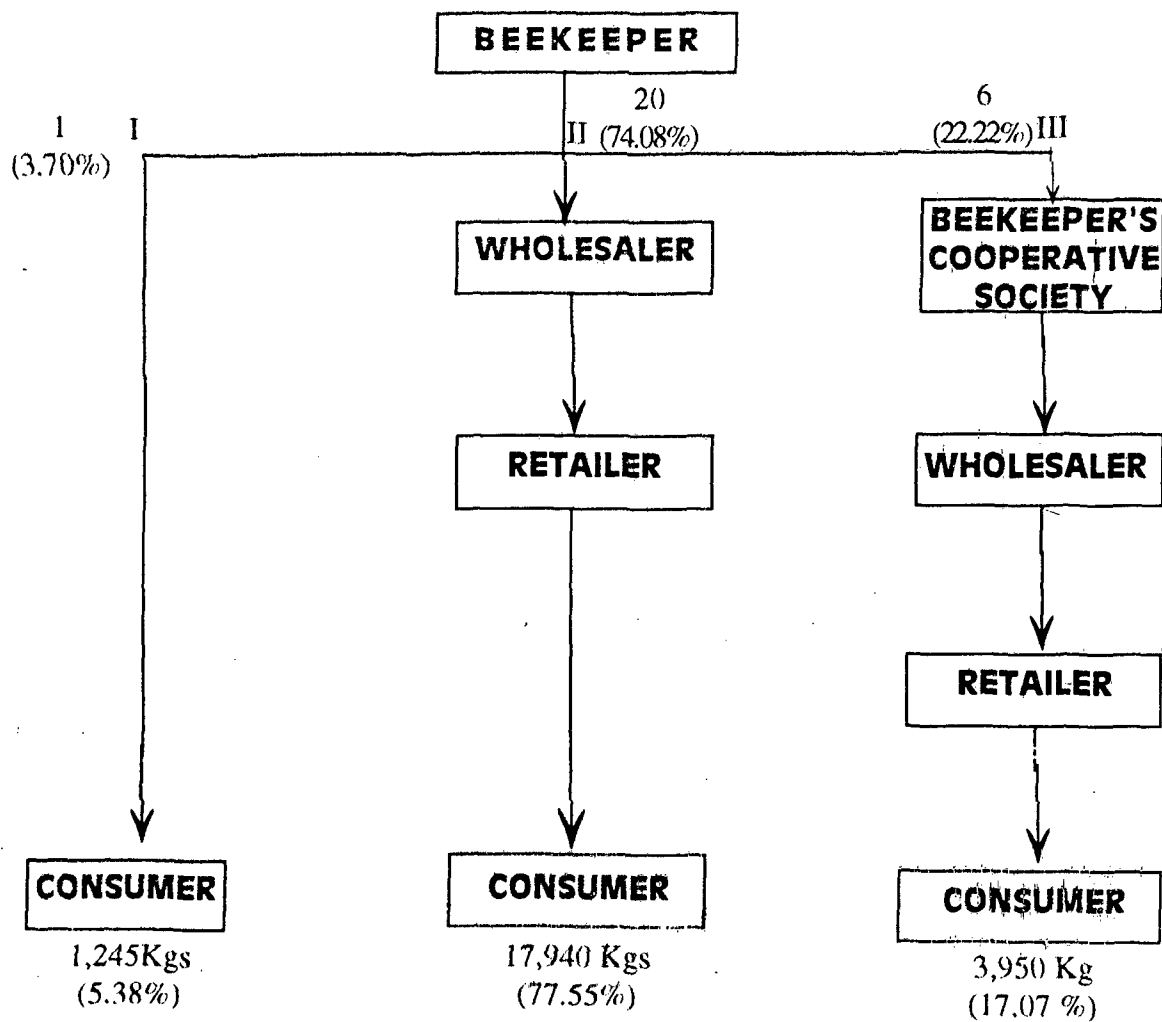 BEEKEEPER
1 I
(3.70%)
20
II (74.08%)
6
(22.22%) III
WHOLESALER
BEEKEEPER'S
COOPERATIVE
SOCIETY
RETAILER
WHOLESALER
RETAILER
CONSUMER
1,245Kgs
(5.38%)
CONSUMER
17,940 Kgs
(77.55%)
CONSUMER
3,950 Kg
(17.07 %)